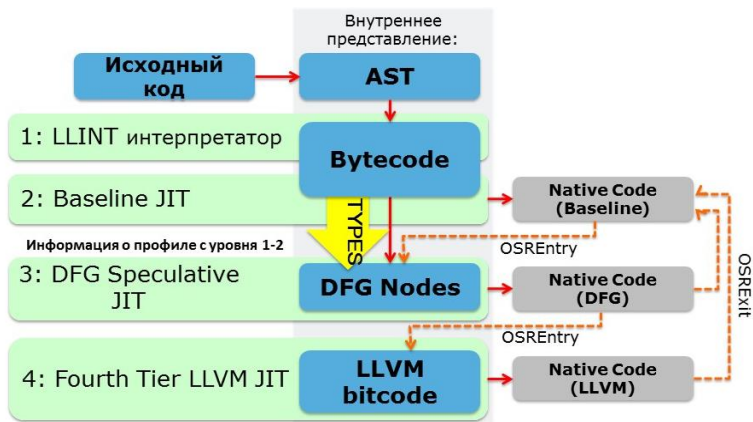 Внутреннее
представление:
Исходный
код
AST
1: LLINT интерпретатор
Bytecode
2: Baseline JIT
TYPES
Native Code
(Baseline)
Информация о профиле с уровня 1-2
OSREntry
3: DFG Speculative
JIT
DFG Nodes
Native Code
(DFG)
OSRExit
OSREntry
4: Fourth Tier LLVM JIT
LLVM
bitcode
Native Code
(LLVM)